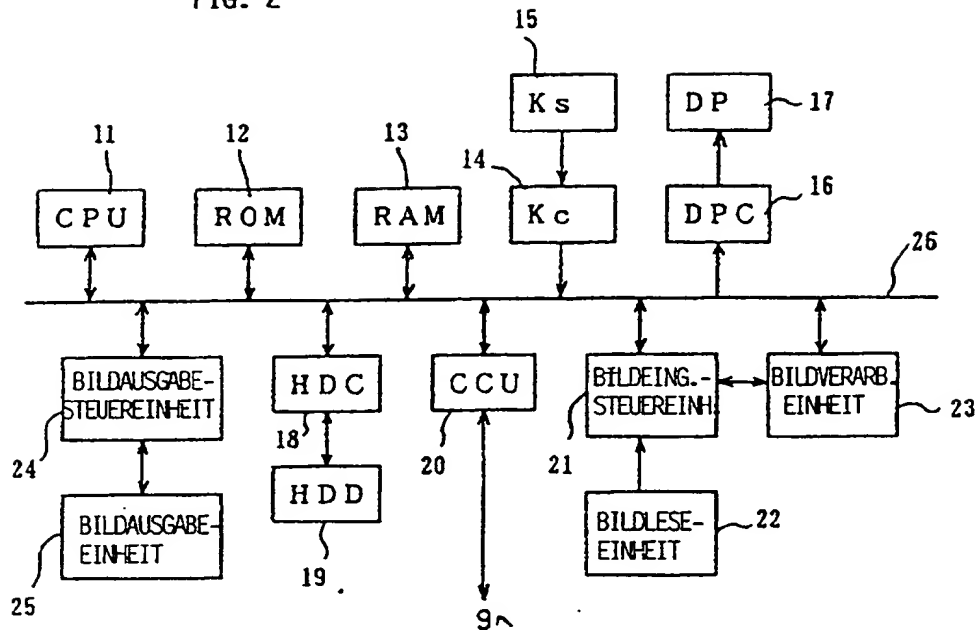 FIG. 2
15
Ks
DP
17
11
12
13
14
CPU
ROM
RAM
Kc
DPC
16
26
BILDAUSGABE-
STEUEREINHEIT
HDC
CCU
BILDEING.-
STEUEREINH.
BILDVERARB.
EINHEIT
24
18
20
21
23
BILDAUSGABE-
EINHEIT
HDD
BILDLESE-
EINHEIT
22
25
19
9